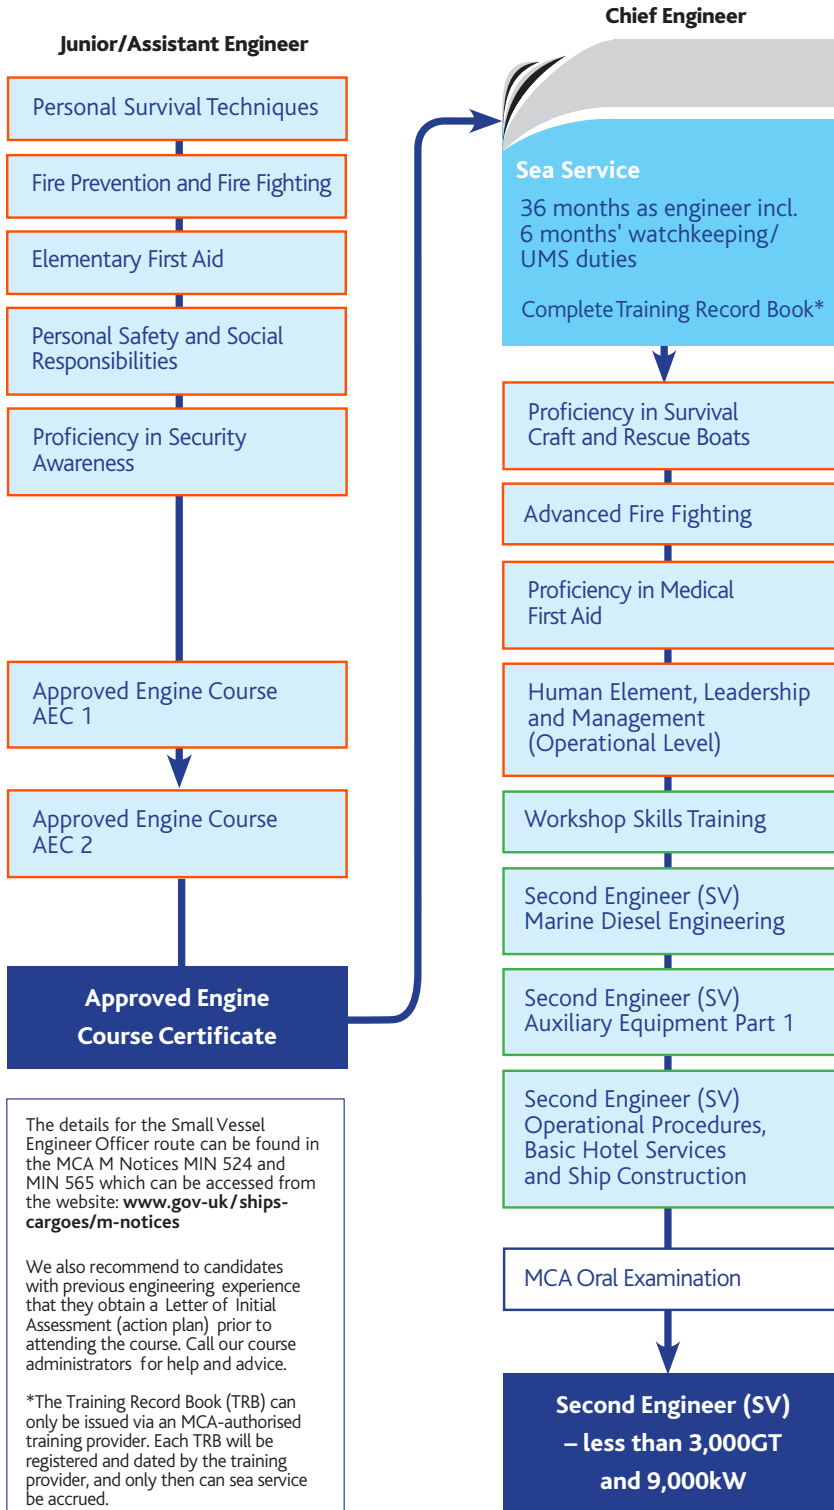 Junior/Assistant Engineer
Personal Survival Techniques
Fire Prevention and Fire Fighting
Elementary First Aid
Personal Safety and Social
Responsibilities
Proficiency in Security
Awareness
Approved Engine Course
AEC 1
Approved Engine Course
AEC 2
Approved Engine
Course Certificate
The details for the Small Vessel
Engineer Officer route can be found in
the MCA M Notices MIN 524 and
MIN 565 which can be accessed from
the website: www.gov-uk/ships-
cargoes/m-notices
We also recommend to candidates
with previous engineering experience
that they obtain a Letter of Initial
Assessment (action plan) prior to
attending the course. Call our course
administrators for help and advice.
*The Training Record Book (TRB) can
only be issued via an MCA-authorised
training provider. Each TRB will be
registered and dated by the training
provider, and only then can sea service
be accrued.
Chief Engineer
Sea Service
36 months as engineer incl.
6 months' watchkeeping/
UMS duties
Complete Training Record Book*
Proficiency in Survival
Craft and Rescue Boats
Advanced Fire Fighting
Proficiency in Medical
First Aid
Human Element, Leadership
and Management
(Operational Level)
Workshop Skills Training
Second Engineer (SV)
Marine Diesel Engineering
Second Engineer (SV)
Auxiliary Equipment Part 1
Second Engineer (SV)
Operational Procedures,
Basic Hotel Services
and Ship Construction
MCA Oral Examination
Second Engineer (SV)
– less than 3,000GT
and 9,000kW